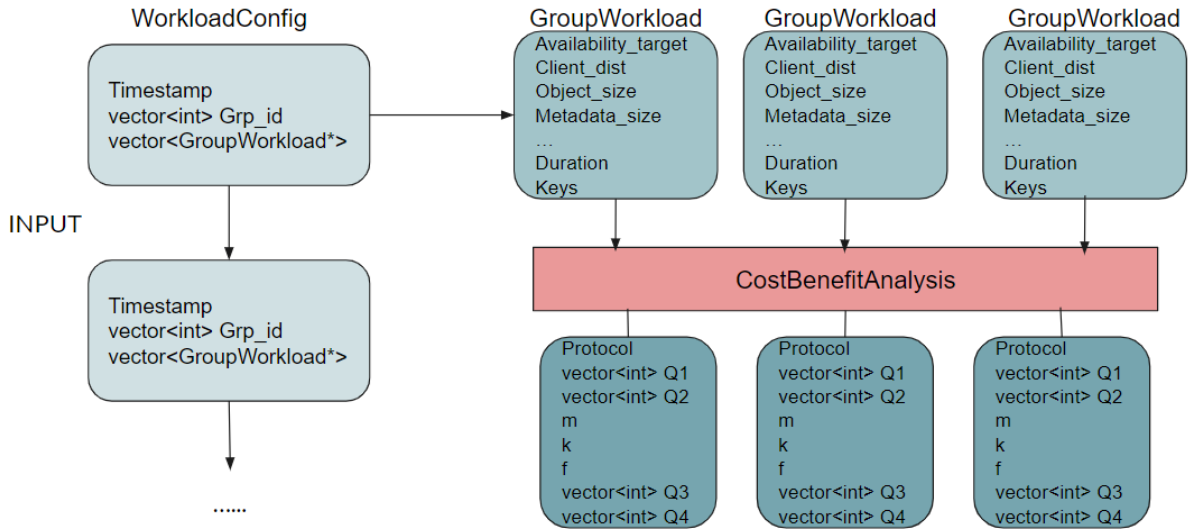 WorkloadConfig
Timestamp
vector<int> Grp_id
vector<GroupWorkload*>
INPUT
Timestamp
vector<int> Grp_id
vector<GroupWorkload*>
......
GroupWorkload
Availability_target
Client_dist
Object_size
Metadata_size
...
Duration
Keys
GroupWorkload
Availability_target
Client_dist
Object_size
Metadata_size
...
Duration
Keys
GroupWorkload
Availability_target
Client_dist
Object_size
Metadata_size
...
Duration
Keys
CostBenefitAnalysis
Protocol
vector<int> Q1
vector<int> Q2
m
k
f
vector<int> Q3
vector<int> Q4
Protocol
vector<int> Q1
vector<int> Q2
m
k
f
vector<int> Q3
vector<int> Q4
Protocol
vector<int> Q1
vector<int> Q2
m
k
f
vector<int> Q3
vector<int> Q4